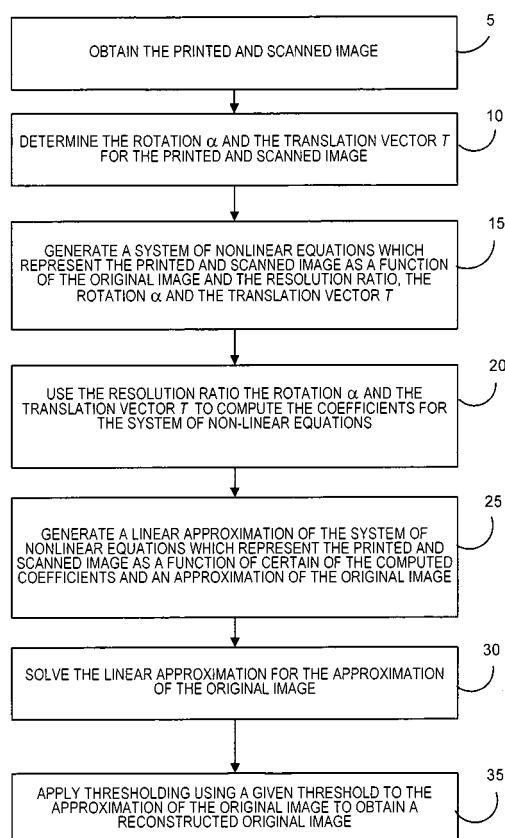 5
OBTAIN THE PRINTED AND SCANNED IMAGE
10
DETERMINE THE ROTATION α AND THE TRANSLATION VECTOR T
FOR THE PRINTED AND SCANNED IMAGE
15
GENERATE A SYSTEM OF NONLINEAR EQUATIONS WHICH
REPRESENT THE PRINTED AND SCANNED IMAGE AS A FUNCTION
OF THE ORIGINAL IMAGE AND THE RESOLUTION RATIO, THE
ROTATION α AND THE TRANSLATION VECTOR T
20
USE THE RESOLUTION RATIO THE ROTATION α AND THE
TRANSLATION VECTOR T TO COMPUTE THE COEFFICIENTS FOR
THE SYSTEM OF NON-LINEAR EQUATIONS
25
GENERATE A LINEAR APPROXIMATION OF THE SYSTEM OF
NONLINEAR EQUATIONS WHICH REPRESENT THE PRINTED AND
SCANNED IMAGE AS A FUNCTION OF CERTAIN OF THE COMPUTED
COEFFICIENTS AND AN APPROXIMATION OF THE ORIGINAL IMAGE
30
SOLVE THE LINEAR APPROXIMATION FOR THE APPROXIMATION
OF THE ORIGINAL IMAGE
35
APPLY THRESHOLDING USING A GIVEN THRESHOLD TO THE
APPROXIMATION OF THE ORIGINAL IMAGE TO OBTAIN A
RECONSTRUCTED ORIGINAL IMAGE